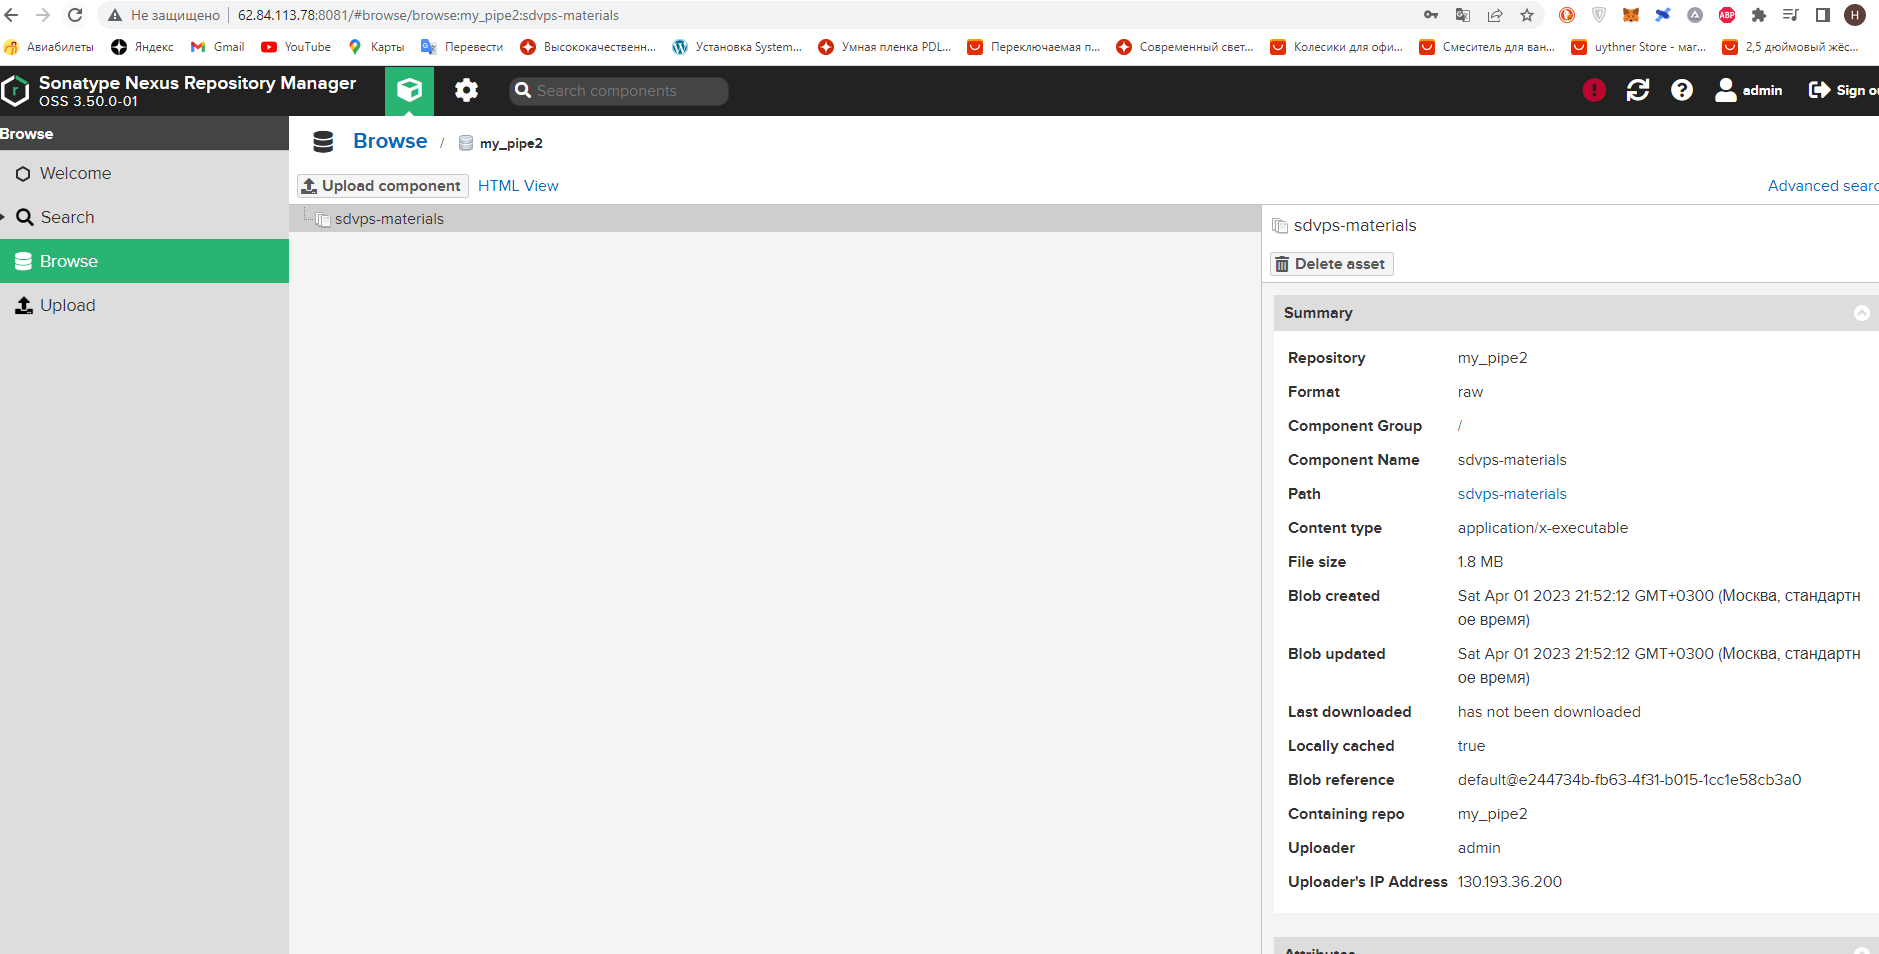 Не защищено 62.84.113.78:8081/#browse/browse:my_pipe2:sdvps-materials
ABP
H
Авиабилеты Яндекс Gmail YouTube Карты Перевести Высококачественн... Установка System... Умная пленка PDL... Переключаемая п... Современный свет... Колесики для офи... Смеситель для ван... uythner Store - маг... 2,5 дюймовый жёс...
Sonatype Nexus Repository Manager
OSS 3.50.0-01
Search components
admin
Sign ou
Browse
Welcome
Search
Browse
Upload
Browse / my_pipe2
Upload component HTML View
Advanced searc
sdvps-materials
sdvps-materials
Delete asset
Summary
Repository my_pipe2
Format raw
Component Group /
Component Name sdvps-materials
Path sdvps-materials
Content type application/x-executable
File size 1.8 MB
Blob created Sat Apr 01 2023 21:52:12 GMT+0300 (Москва, стандартн
ое время)
Blob updated Sat Apr 01 2023 21:52:12 GMT+0300 (Москва, стандартн
ое время)
Last downloaded has not been downloaded
Locally cached true
Blob reference default@e244734b-fb63-4f31-b015-1cc1e58cb3a0
Containing repo my_pipe2
Uploader admin
Uploader's IP Address 130.193.36.200
Attributes